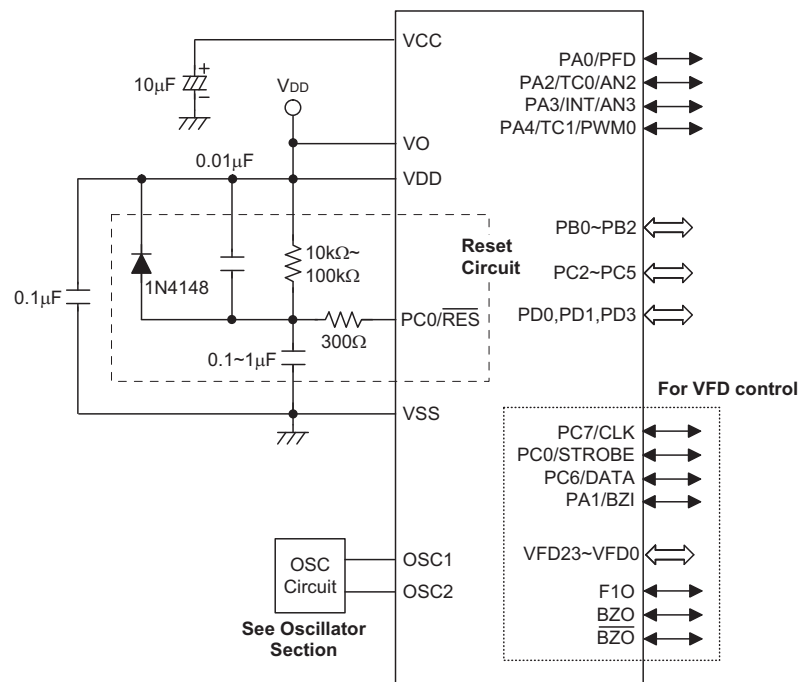 VCC
10μF
+
−
VDD
VO
0.01μF
VDD
10kΩ~
100kΩ
Reset
Circuit
1N4148
0.1μF
PC0/RES
300Ω
0.1~1μF
VSS
OSC
Circuit
OSC1
OSC2
See Oscillator
Section
PA0/PFD
PA2/TC0/AN2
PA3/INT/AN3
PA4/TC1/PWM0
PB0~PB2
PC2~PC5
PD0,PD1,PD3
For VFD control
PC7/CLK
PC0/STROBE
PC6/DATA
PA1/BZI
VFD23~VFD0
F1O
BZO
BZO